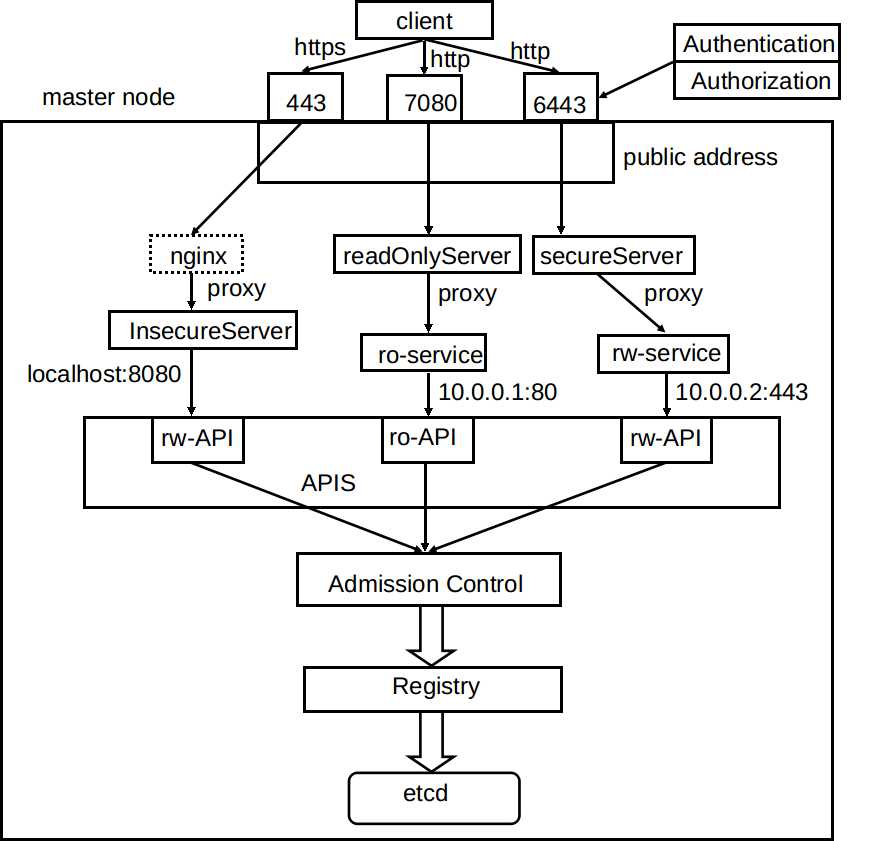 client
https
http
http
Authentication
Authorization
master node
443
7080
6443
public address
nginx
readOnlyServer
secureServer
proxy
proxy
proxy
InsecureServer
ro-service
rw-service
localhost:8080
10.0.0.1:80
10.0.0.2:443
rw-API
ro-API
rw-API
APIS
Admission Control
Registry
etcd